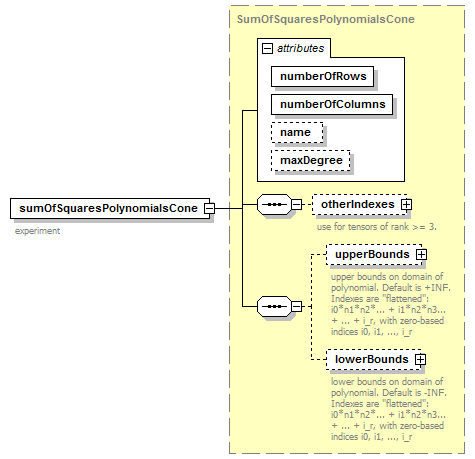 SumOfSquaresPolynomialsCone
attributes
numberOfRows
numberOfColumns
name
maxDegree
sumOfSquaresPolynomialsCone
experiment
otherIndexes
use for tensors of rank >= 3.
upperBounds
upper bounds on domain of
polynomial. Default is +INF.
Indexes are "flattened":
i0*n1*n2*... + i1*n2*n3...
+ ... + i_r, with zero-based
indices i0, i1, ..., i_r
lowerBounds
lower bounds on domain of
polynomial. Default is -INF.
Indexes are "flattened":
i0*n1*n2*... + i1*n2*n3...
+ ... + i_r, with zero-based
indices i0, i1, ..., i_r